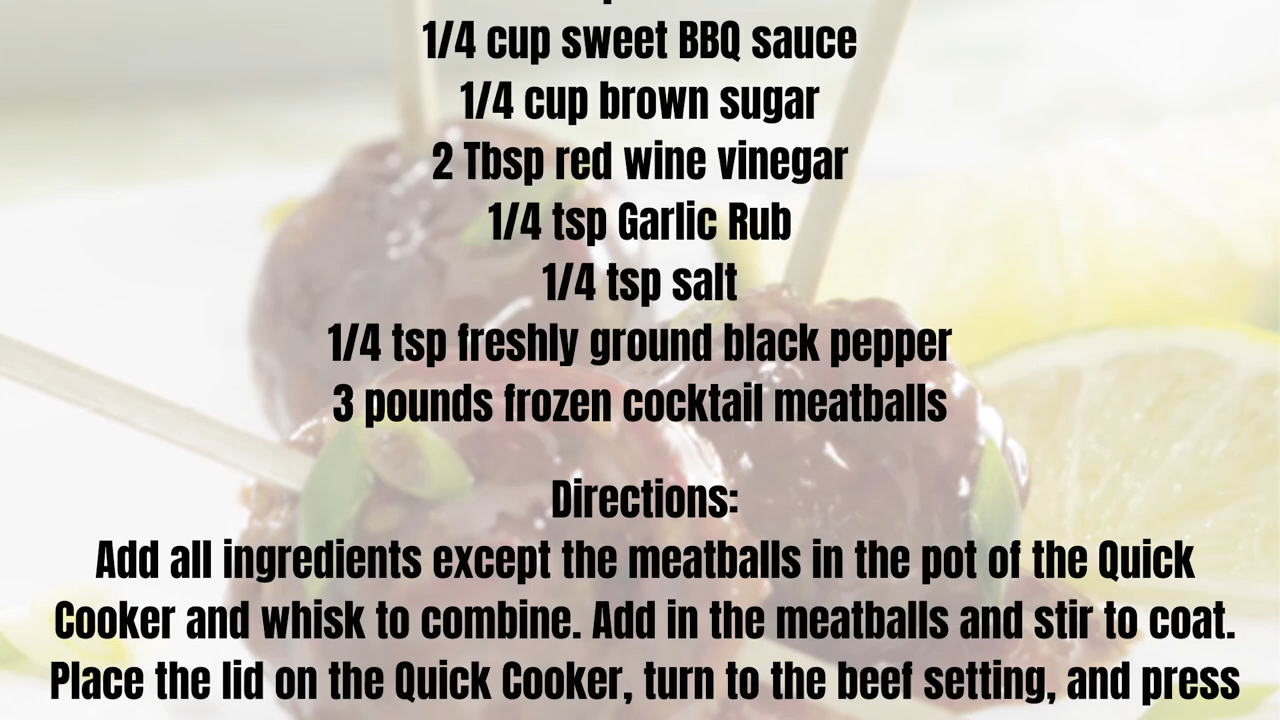 1/4 cup sweet BBQ sauce
1/4 cup brown sugar
2 Tbsp red wine vinegar
1/4 tsp Garlic Rub
1/4 tsp salt
1/4 tsp freshly ground black pepper
3 pounds frozen cocktail meatballs
Directions:
Add all ingredients except the meatballs in the pot of the Quick
Cooker and whisk to combine. Add in the meatballs and stir to coat.
Place the lid on the Quick Cooker, turn to the beef setting, and press